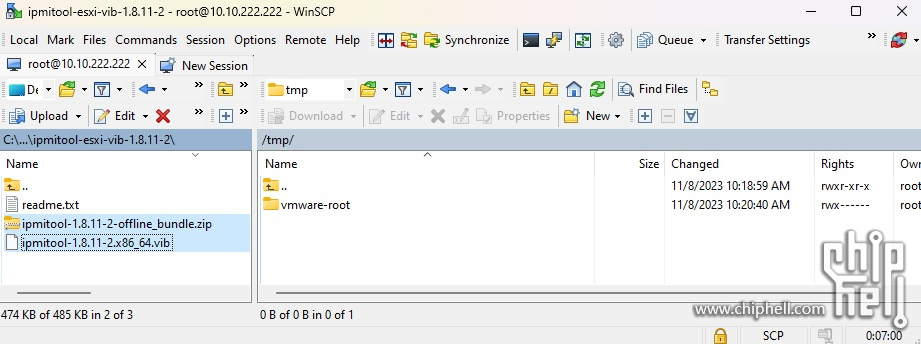 ipmitool-esxi-vib-1.8.11-2 - root@10.10.222.222 - WinSCP
Local Mark Files Commands Session Options Remote Help Synchronize Queue Transfer Settings
root@10.10.222.222 New Session
De tmp Find Files
Upload Edit Download Edit Properties New
C:\...\ipmitool-esxi-vib-1.8.11-2\ /tmp/
Name Name Size Changed Rights Own
.. .. 11/8/2023 10:18:59 AM rwxr-xr-x root
readme.txt vmware-root 11/8/2023 10:20:40 AM rwx------ root
ipmitool-1.8.11-2-offline_bundle.zip
ipmitool-1.8.11-2.x86_64.vib
chip hell
www.chiphell.com
474 KB of 485 KB in 2 of 3 0 B of 0 B in 0 of 1
SCP 0:07:00